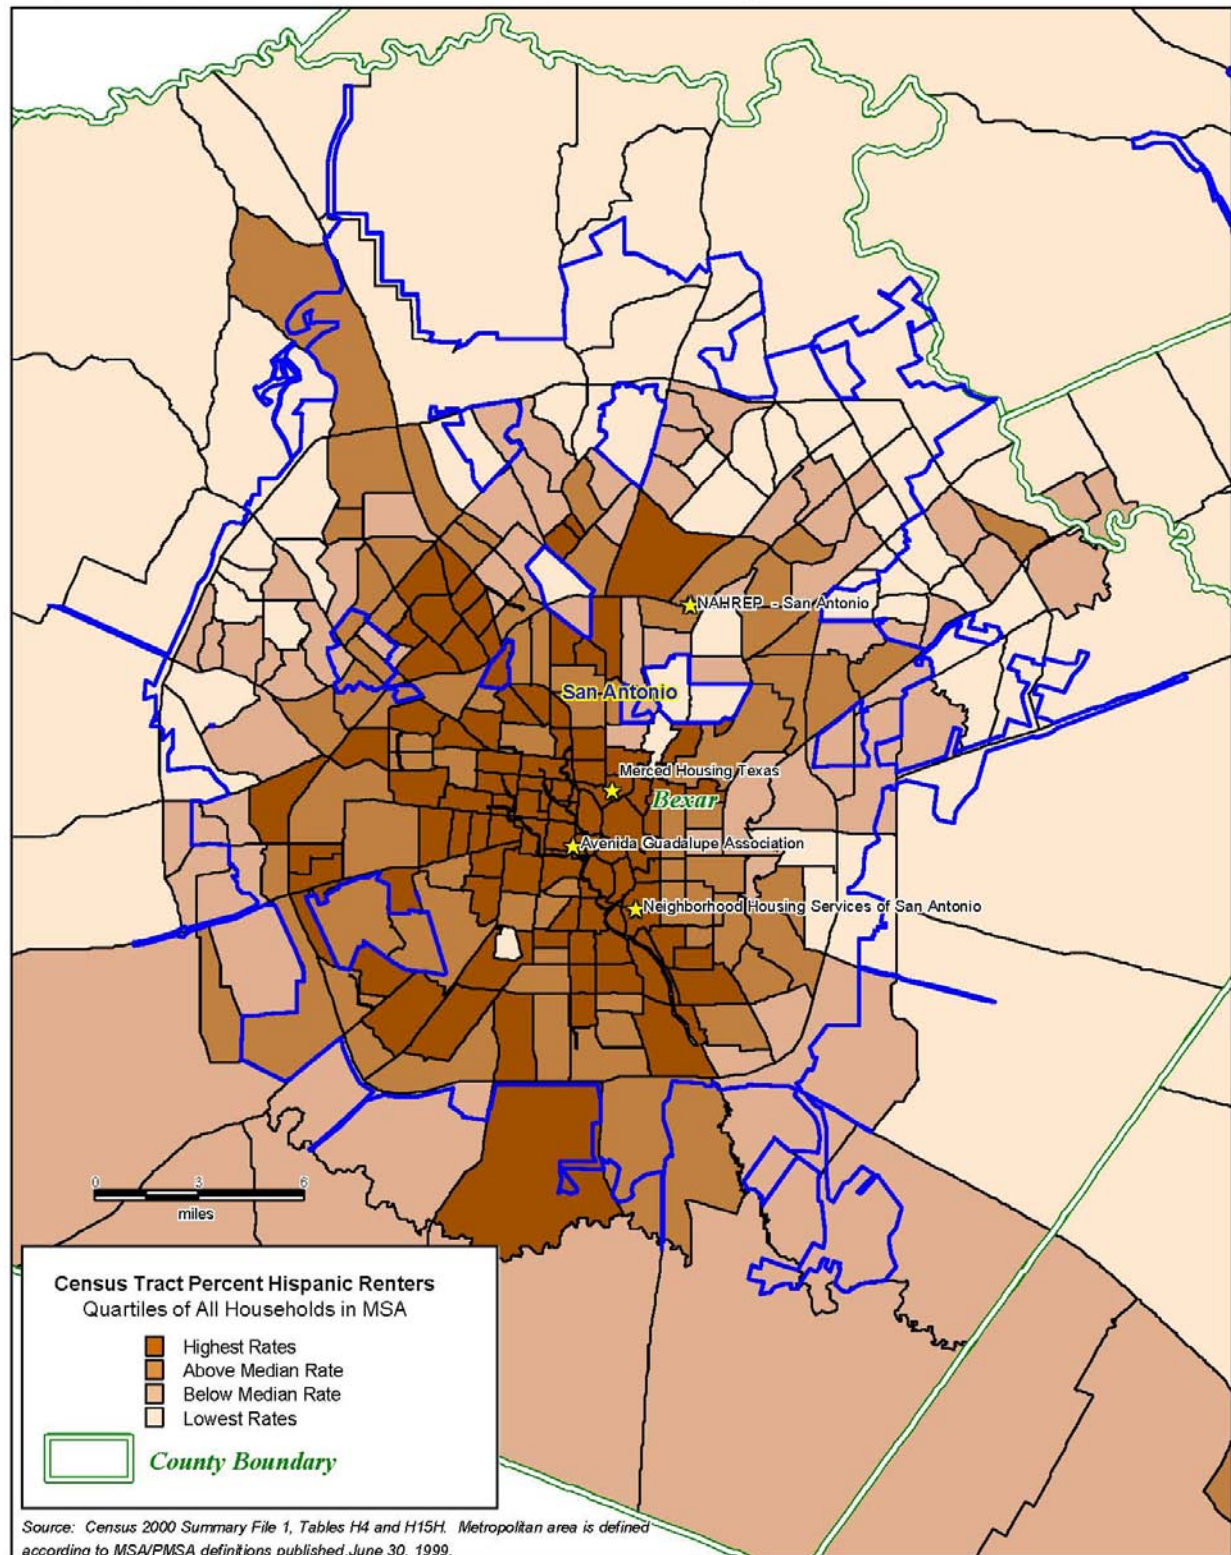 NAHREP - San Antonio
San Antonio
Merced Housing Texas
Bexar
Avenida Guadalupe Association
Neighborhood Housing Services of San Antonio
0 3 6
miles
Census Tract Percent Hispanic Renters
Quartiles of All Households in MSA
Highest Rates
Above Median Rate
Below Median Rate
Lowest Rates
County Boundary
Source: Census 2000 Summary File 1, Tables H4 and H15H. Metropolitan area is defined
according to MSA/PMSA definitions published June 30, 1999.